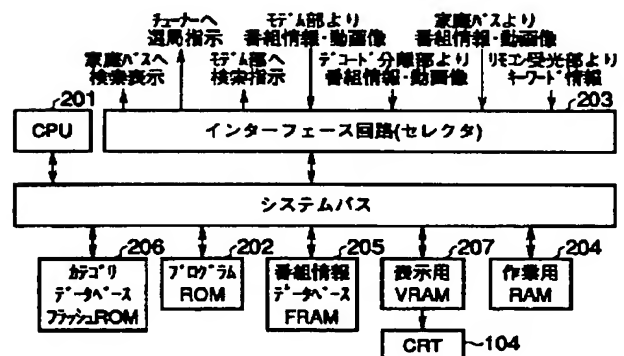 チューナーへ
選局指示
モデム部より
番組情報・動画像
家庭バスより
番組情報・動画像
家庭バスへ
検索表示
モデム部へ
検索指示
デコード分離部より
番組情報・動画像
リモコン受光部より
キーワード情報
201
203
CPU
インターフェース回路(セレクタ)
システムバス
206
202
205
207
204
カテゴリ
データベース
フラッシュROM
プログラム
ROM
番組情報
データベース
FRAM
表示用
VRAM
作業用
RAM
CRT
104